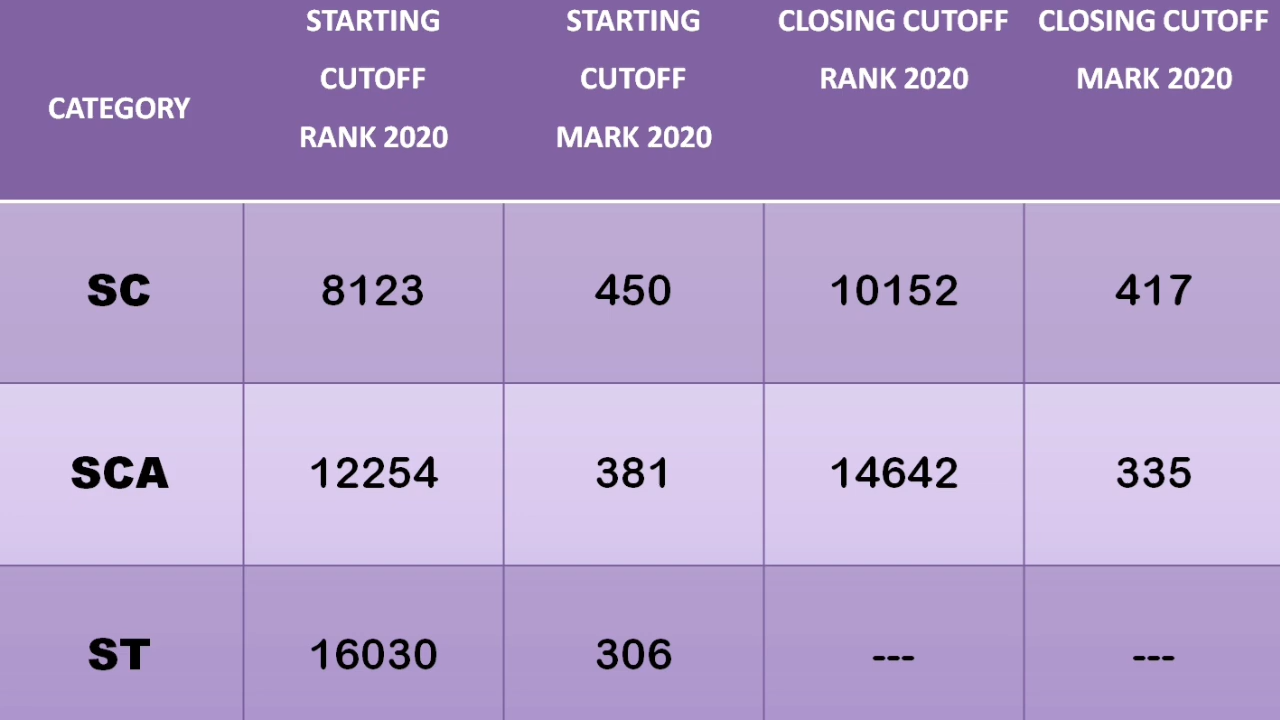 CATEGORY
STARTING
CUTOFF
RANK 2020
STARTING
CUTOFF
MARK 2020
CLOSING CUTOFF
RANK 2020
CLOSING CUTOFF
MARK 2020
SC 8123 450 10152 417
SCA 12254 381 14642 335
ST 16030 306 --- ---